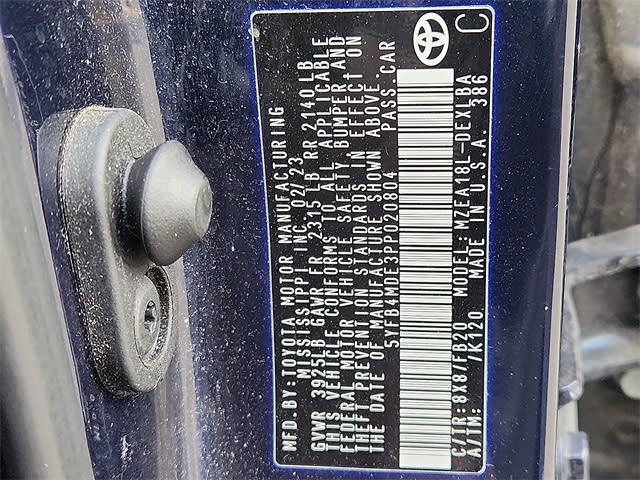 MFD. BY: TOYOTA MOTOR MANUFACTURING
MISSISSIPPI INC. 02/23
GVWR 3925LB GAWR FR 2315 LB RR 2140 LB
THIS VEHICLE CONFORMS TO ALL APPLICABLE
FEDERAL MOTOR VEHICLE SAFETY, BUMPER AND
THEFT PREVENTION STANDARDS IN EFFECT ON
THE DATE OF MANUFACTURE SHOWN ABOVE.
5YFB4MDE3PP020804 PASS. CAR
C/TR: 8X8/FB20 MODEL: MZEA18L-DEXLBA
A/TM: /K120 MADE IN U.S.A. 386
C